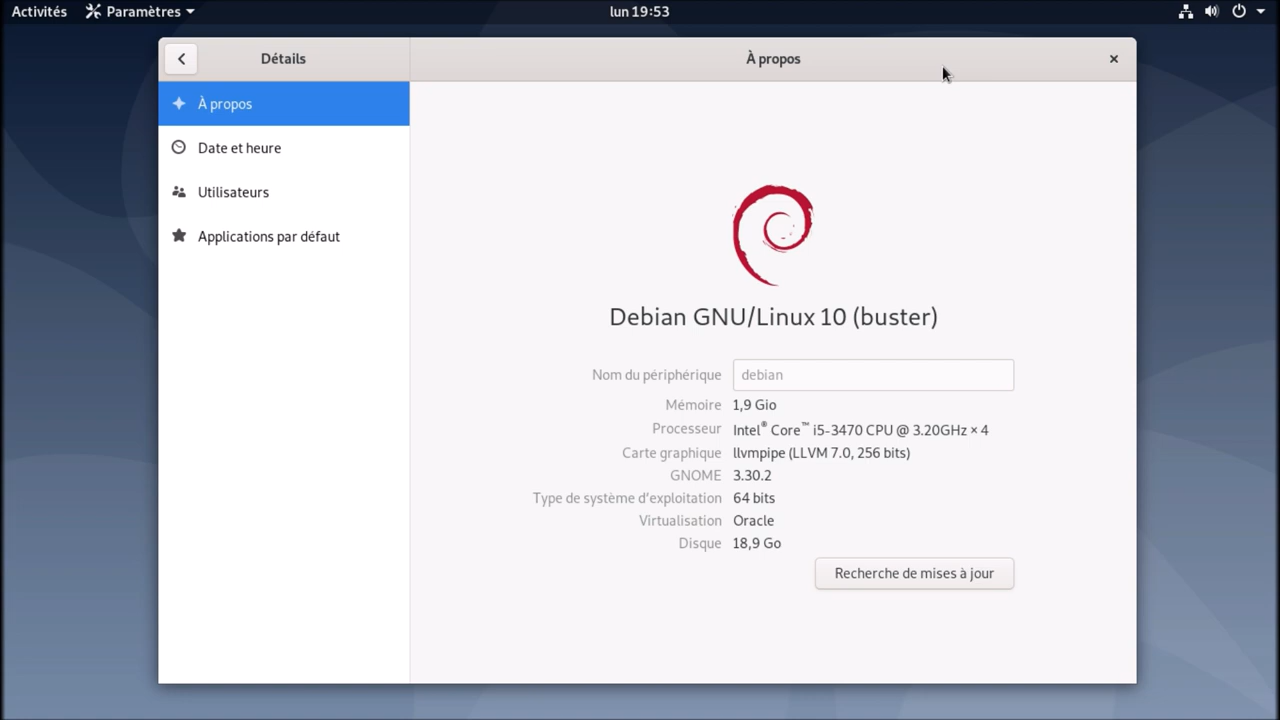 Activités Paramètres lun 19:53
Détails À propos
À propos
Date et heure
Utilisateurs
Applications par défaut
Debian GNU/Linux 10 (buster)
Nom du périphérique debian
Mémoire 1,9 Gio
Processeur Intel® Core™ i5-3470 CPU @ 3.20GHz × 4
Carte graphique llvmpipe (LLVM 7.0, 256 bits)
GNOME 3.30.2
Type de système d’exploitation 64 bits
Virtualisation Oracle
Disque 18,9 Go
Recherche de mises à jour